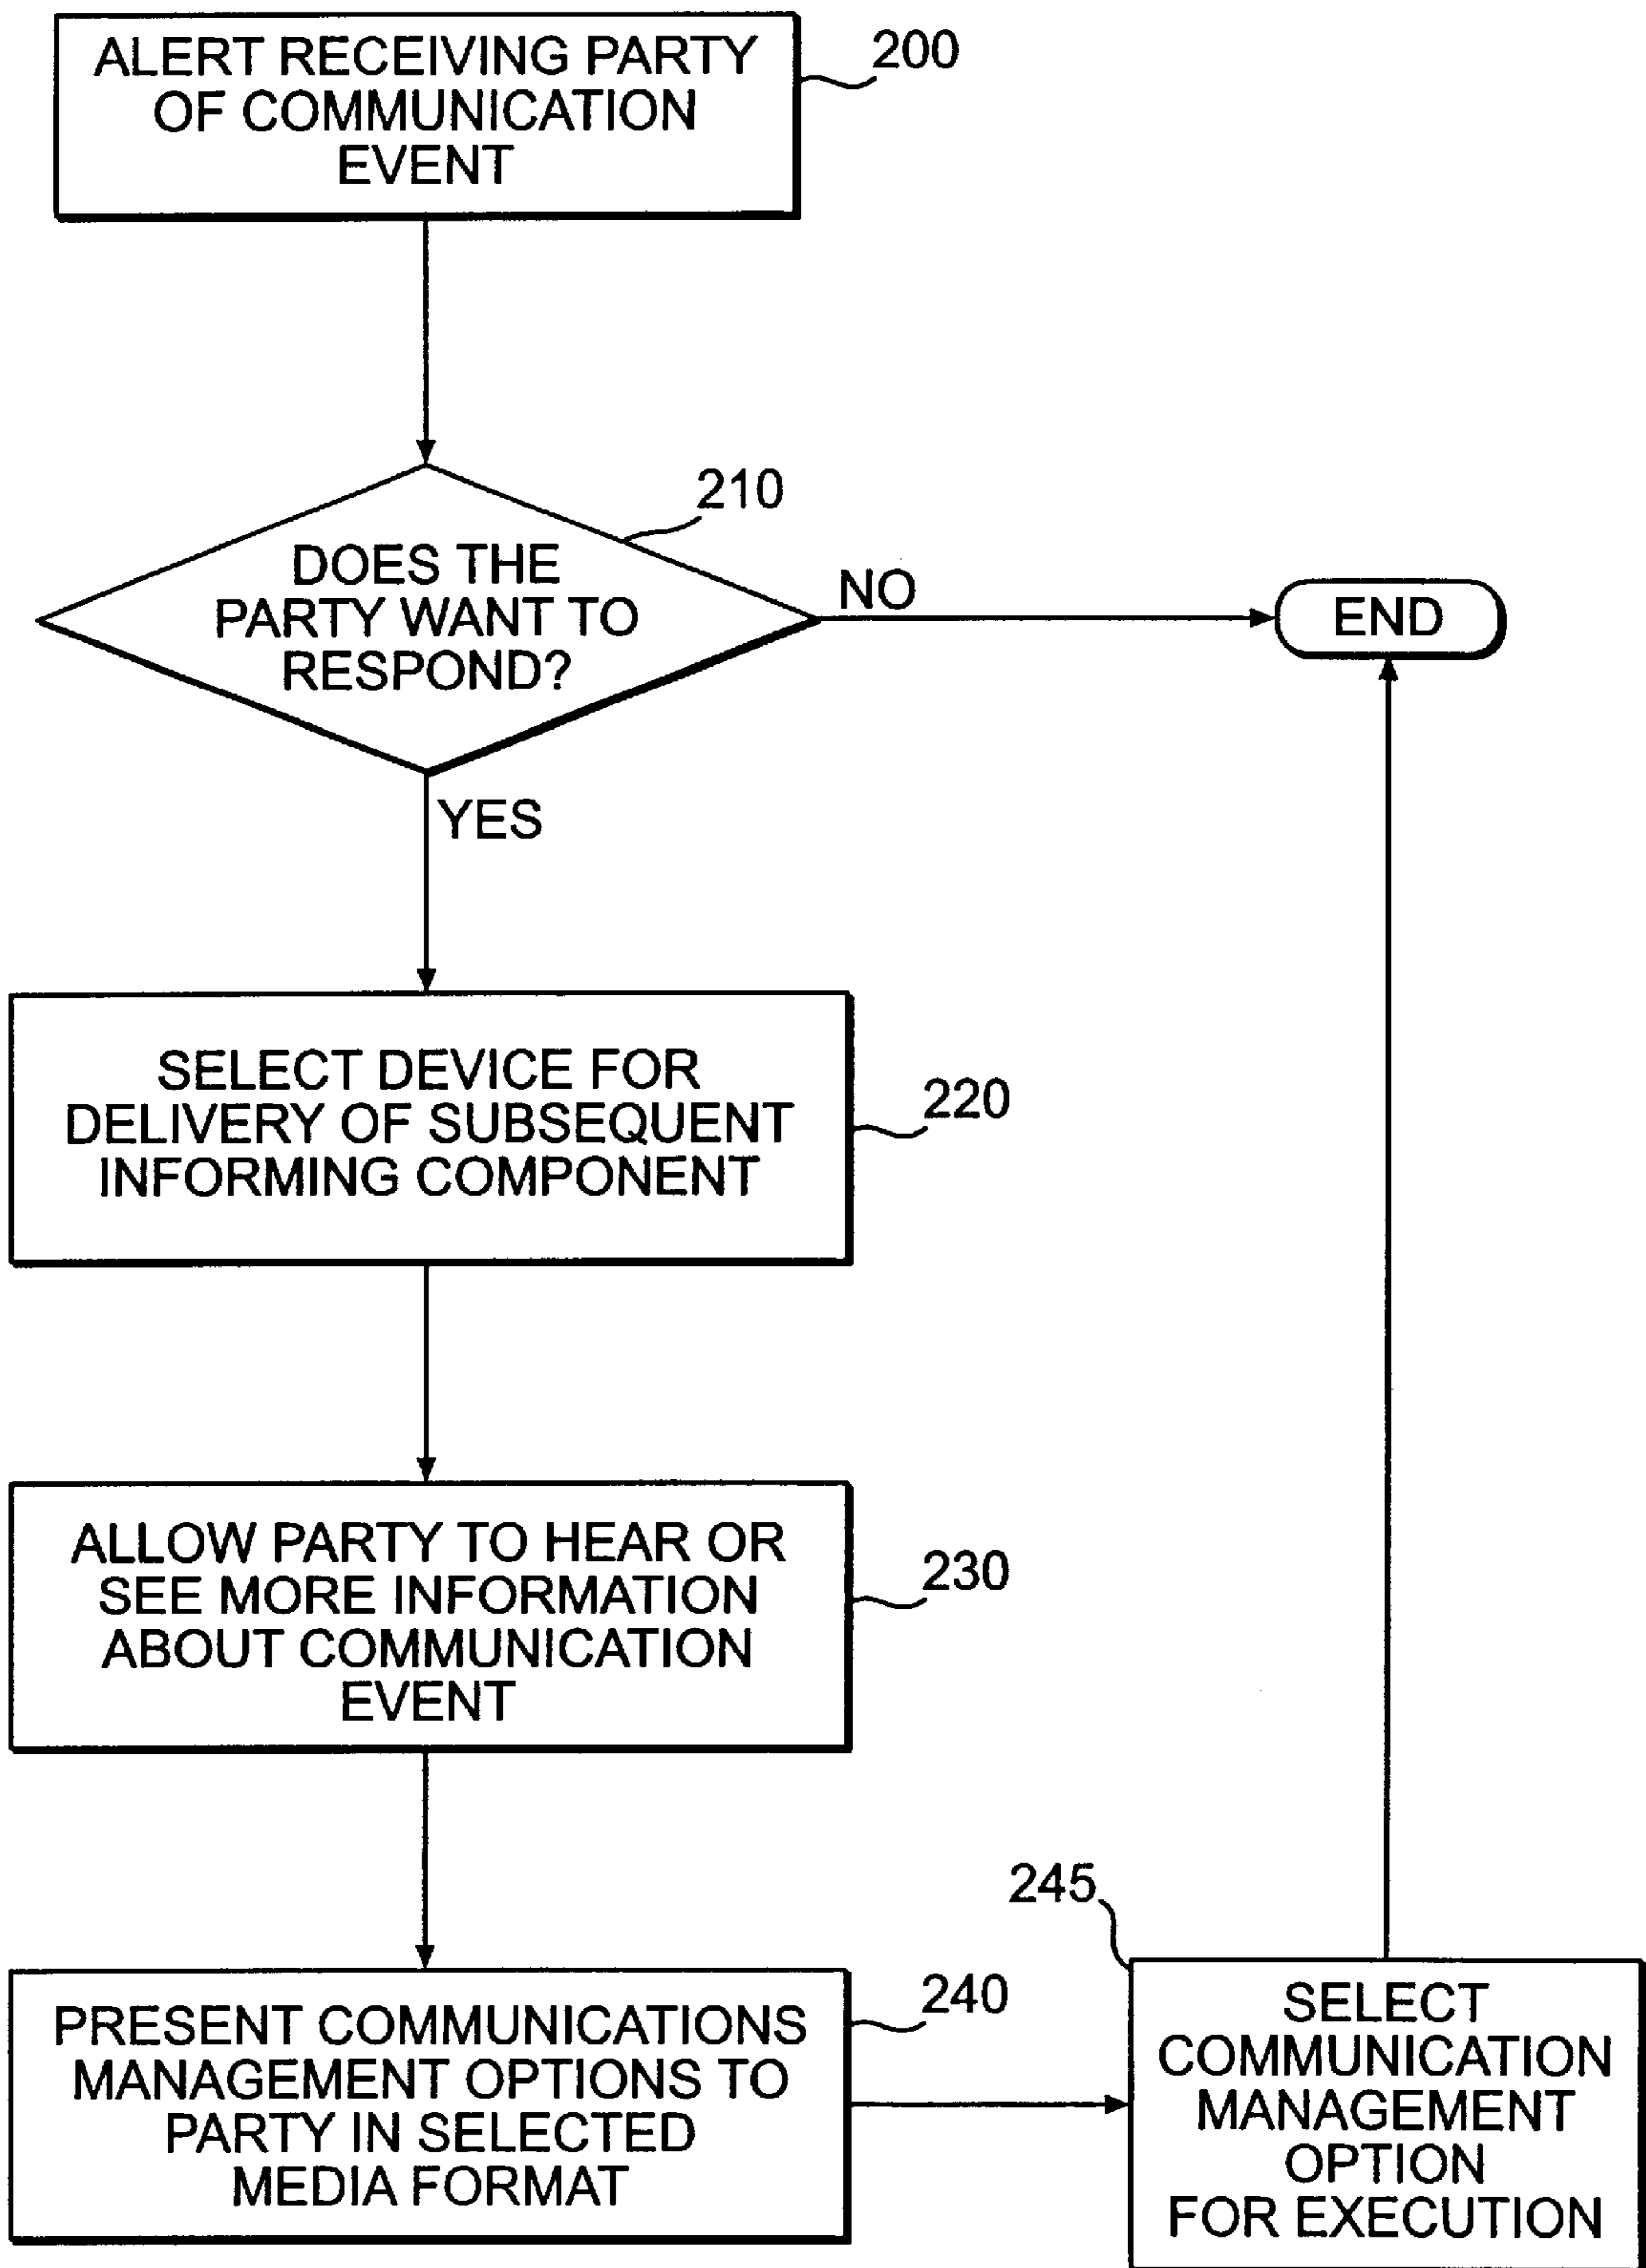 ALERT RECEIVING PARTY
OF COMMUNICATION
EVENT
200
210
DOES THE
PARTY WANT TO
RESPOND?
NO
END
YES
SELECT DEVICE FOR
DELIVERY OF SUBSEQUENT
INFORMING COMPONENT
220
ALLOW PARTY TO HEAR OR
SEE MORE INFORMATION
ABOUT COMMUNICATION
EVENT
230
PRESENT COMMUNICATIONS
MANAGEMENT OPTIONS TO
PARTY IN SELECTED
MEDIA FORMAT
240
245
SELECT
COMMUNICATION
MANAGEMENT
OPTION
FOR EXECUTION